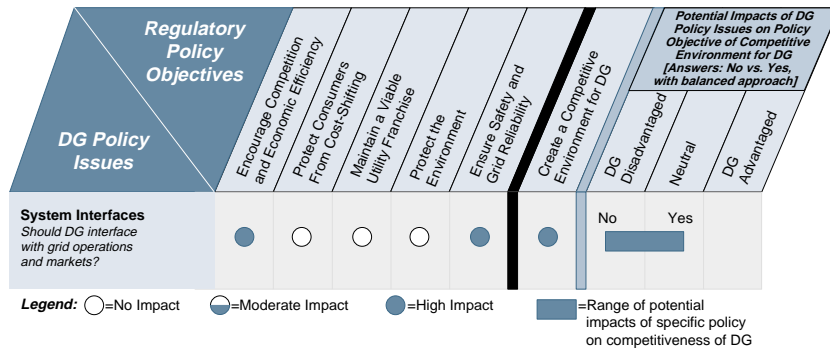 Regulatory
Policy
Objectives
DG Policy
Issues
Encourage Competition
and Economic Efficiency
Protect Consumers
From Cost-Shifting
Maintain a Viable
Utility Franchise
Protect the
Environment
Ensure Safety and
Grid Reliability
Create a Competitive
Environment for DG
Potential Impacts of DG
Policy Issues on Policy
Objective of Competitive
Environment for DG
[Answers: No vs. Yes,
with balanced approach]
DG
Disadvantaged
Neutral
DG
Advantaged
System Interfaces
Should DG interface
with grid operations
and markets?
No Yes
Legend: =No Impact =Moderate Impact =High Impact =Range of potential
impacts of specific policy
on competitiveness of DG